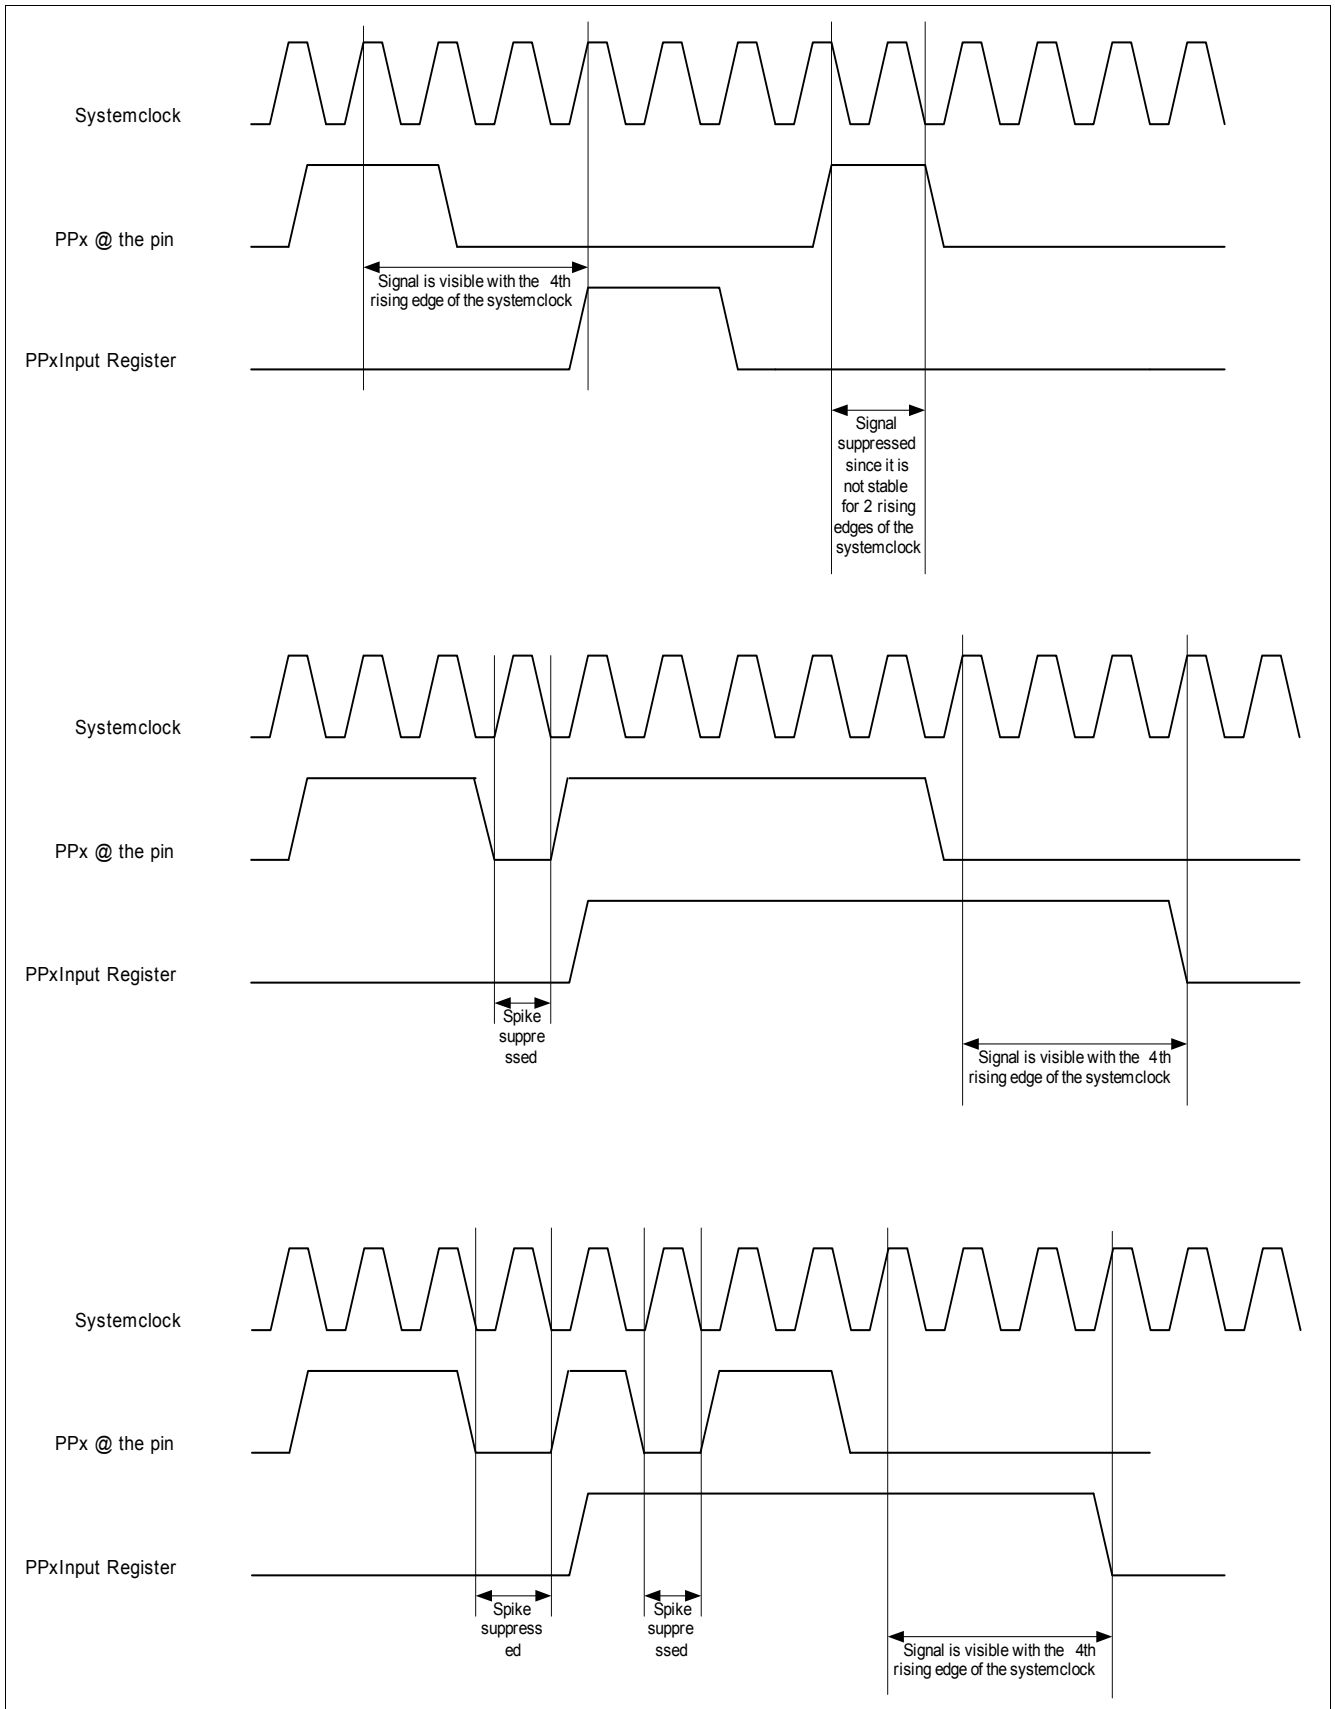 Systemclock
PPx @ the pin
Signal is visible with the 4th
rising edge of the systemclock
PPxInput Register
Signal
suppressed
since it is
not stable
for 2 rising
edges of the
systemclock
Systemclock
PPx @ the pin
PPxInput Register
Spike
suppre
ssed
Signal is visible with the 4th
rising edge of the systemclock
Systemclock
PPx @ the pin
PPxInput Register
Spike
suppress
ed
Spike
suppre
ssed
Signal is visible with the 4th
rising edge of the systemclock